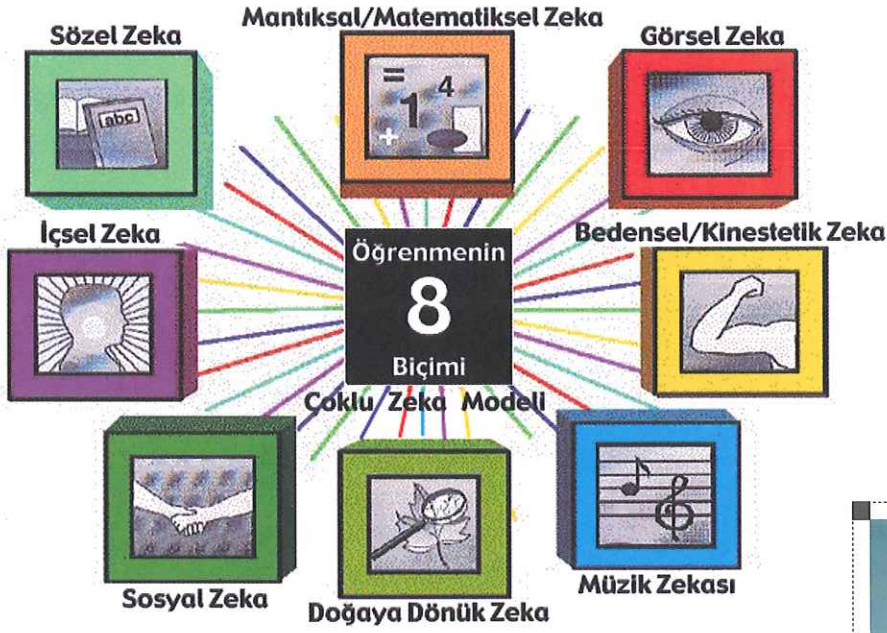 Mantıksal/Matematiksel Zeka
Sözel Zeka
Görsel Zeka
abc
= 1 4 +
İçsel Zeka
Bedensel/Kinestetik Zeka
Öğrenmenin
8
Biçimi
Çoklu Zeka Modeli
Sosyal Zeka
Doğaya Dönük Zeka
Müzik Zekası